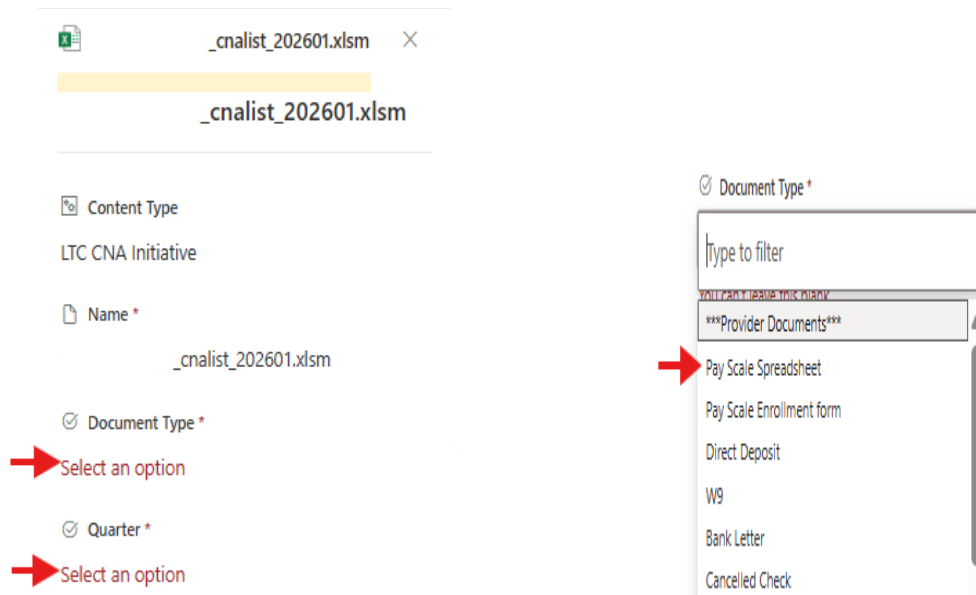 _cnalist_202601.xlsm
_cnalist_202601.xlsm
Content Type
LTC CNA Initiative
Name *
_cnalist_202601.xlsm
Document Type *
Select an option
Quarter *
Select an option
Document Type *
Type to filter
You can't leave this blank
***Provider Documents***
Pay Scale Spreadsheet
Pay Scale Enrollment form
Direct Deposit
W9
Bank Letter
Cancelled Check